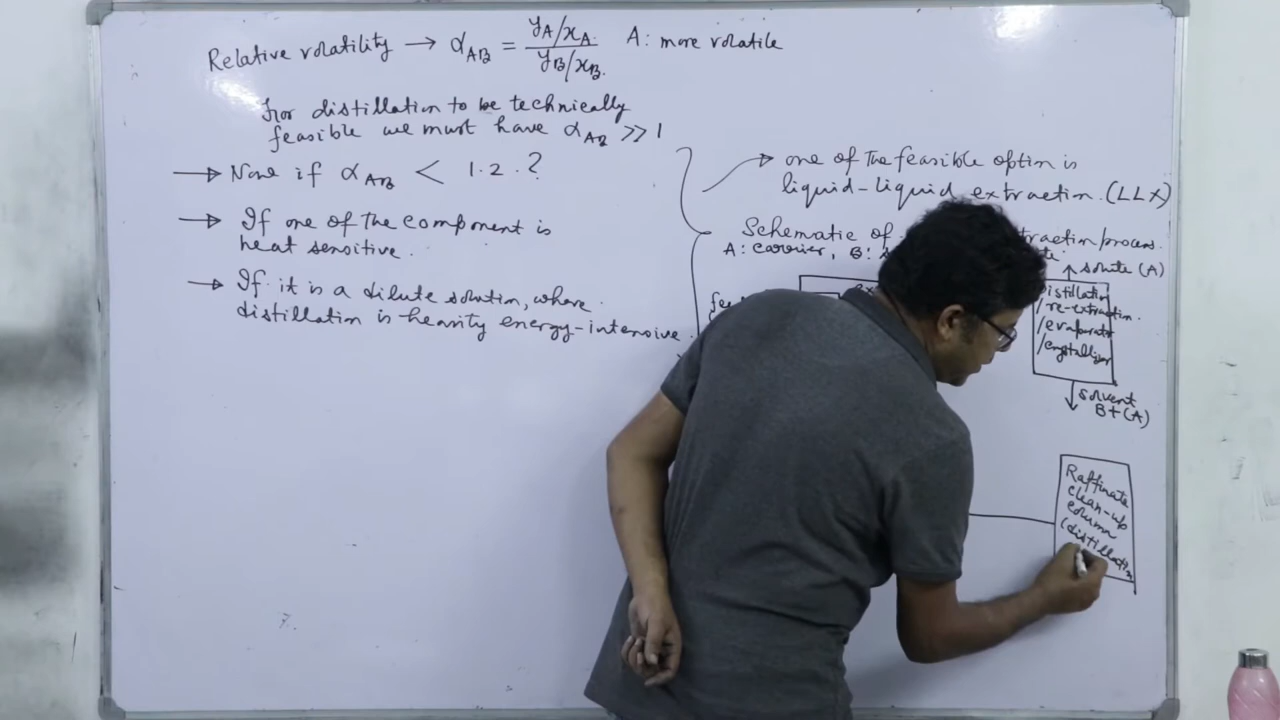 Relative volatility → α_AB = (y_A/x_A)/(y_B/x_B) A: more volatile
For distillation to be technically
feasible we must have α_AB >> 1
→ None if α_AB < 1.2 . ?
→ If one of the component is
heat sensitive.
→ If it is a dilute solution, where
distillation is heavily energy-intensive.
→ one of the feasible option is
liquid-liquid extraction. (LLX)
Schematic of traction process.
A: carrier, B:
solute (A)
istillation
/re-extraction
/evaporator
/crystallizer
solvent
B+(A)
Raffinate
clean-up
column
(distillation